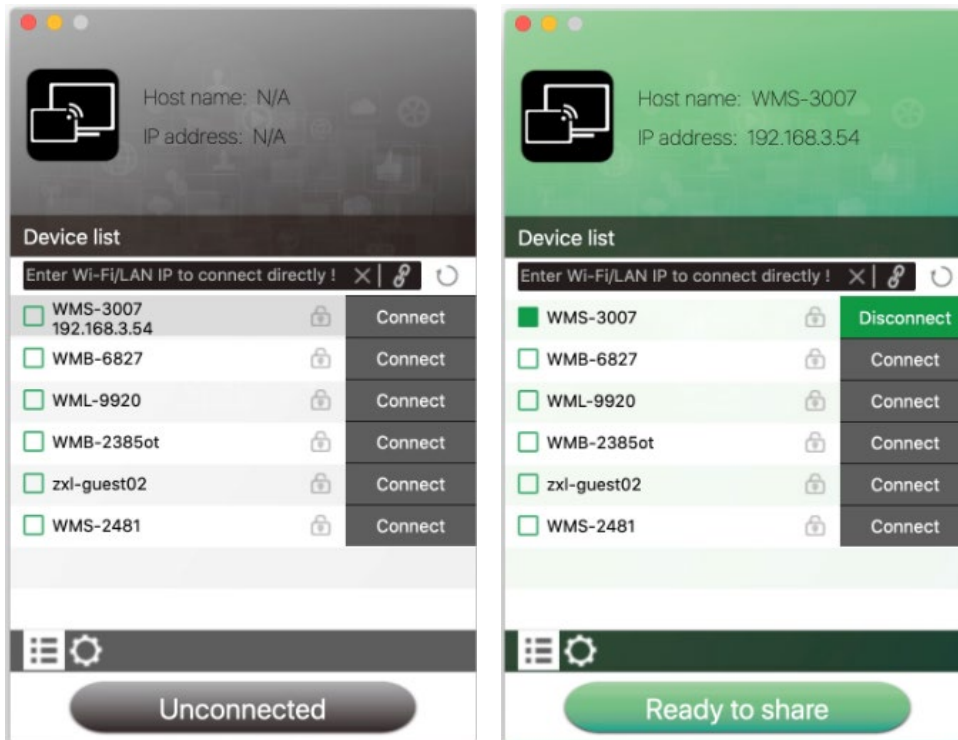 Host name: N/A
IP address: N/A
Device list
Enter Wi-Fi/LAN IP to connect directly !
WMS-3007
192.168.3.54
Connect
WMB-6827
Connect
WML-9920
Connect
WMB-2385ot
Connect
zxl-guest02
Connect
WMS-2481
Connect
Unconnected
Host name: WMS-3007
IP address: 192.168.3.54
Device list
Enter Wi-Fi/LAN IP to connect directly !
WMS-3007
Disconnect
WMB-6827
Connect
WML-9920
Connect
WMB-2385ot
Connect
zxl-guest02
Connect
WMS-2481
Connect
Ready to share